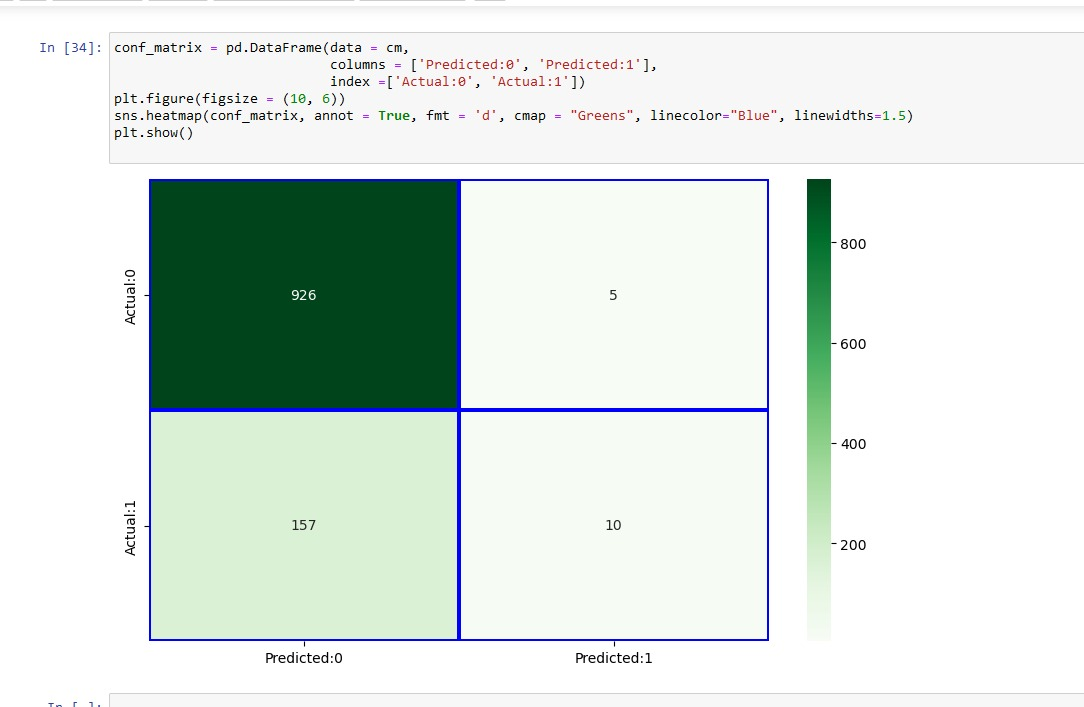 In [34]:
conf_matrix = pd.DataFrame(data = cm,
columns = ['Predicted:0', 'Predicted:1'],
index =['Actual:0', 'Actual:1'])
plt.figure(figsize = (10, 6))
sns.heatmap(conf_matrix, annot = True, fmt = 'd', cmap = "Greens", linecolor="Blue", linewidths=1.5)
plt.show()
Actual:0
926
5
Actual:1
157
10
Predicted:0
Predicted:1
800
600
400
200
In [ ]: